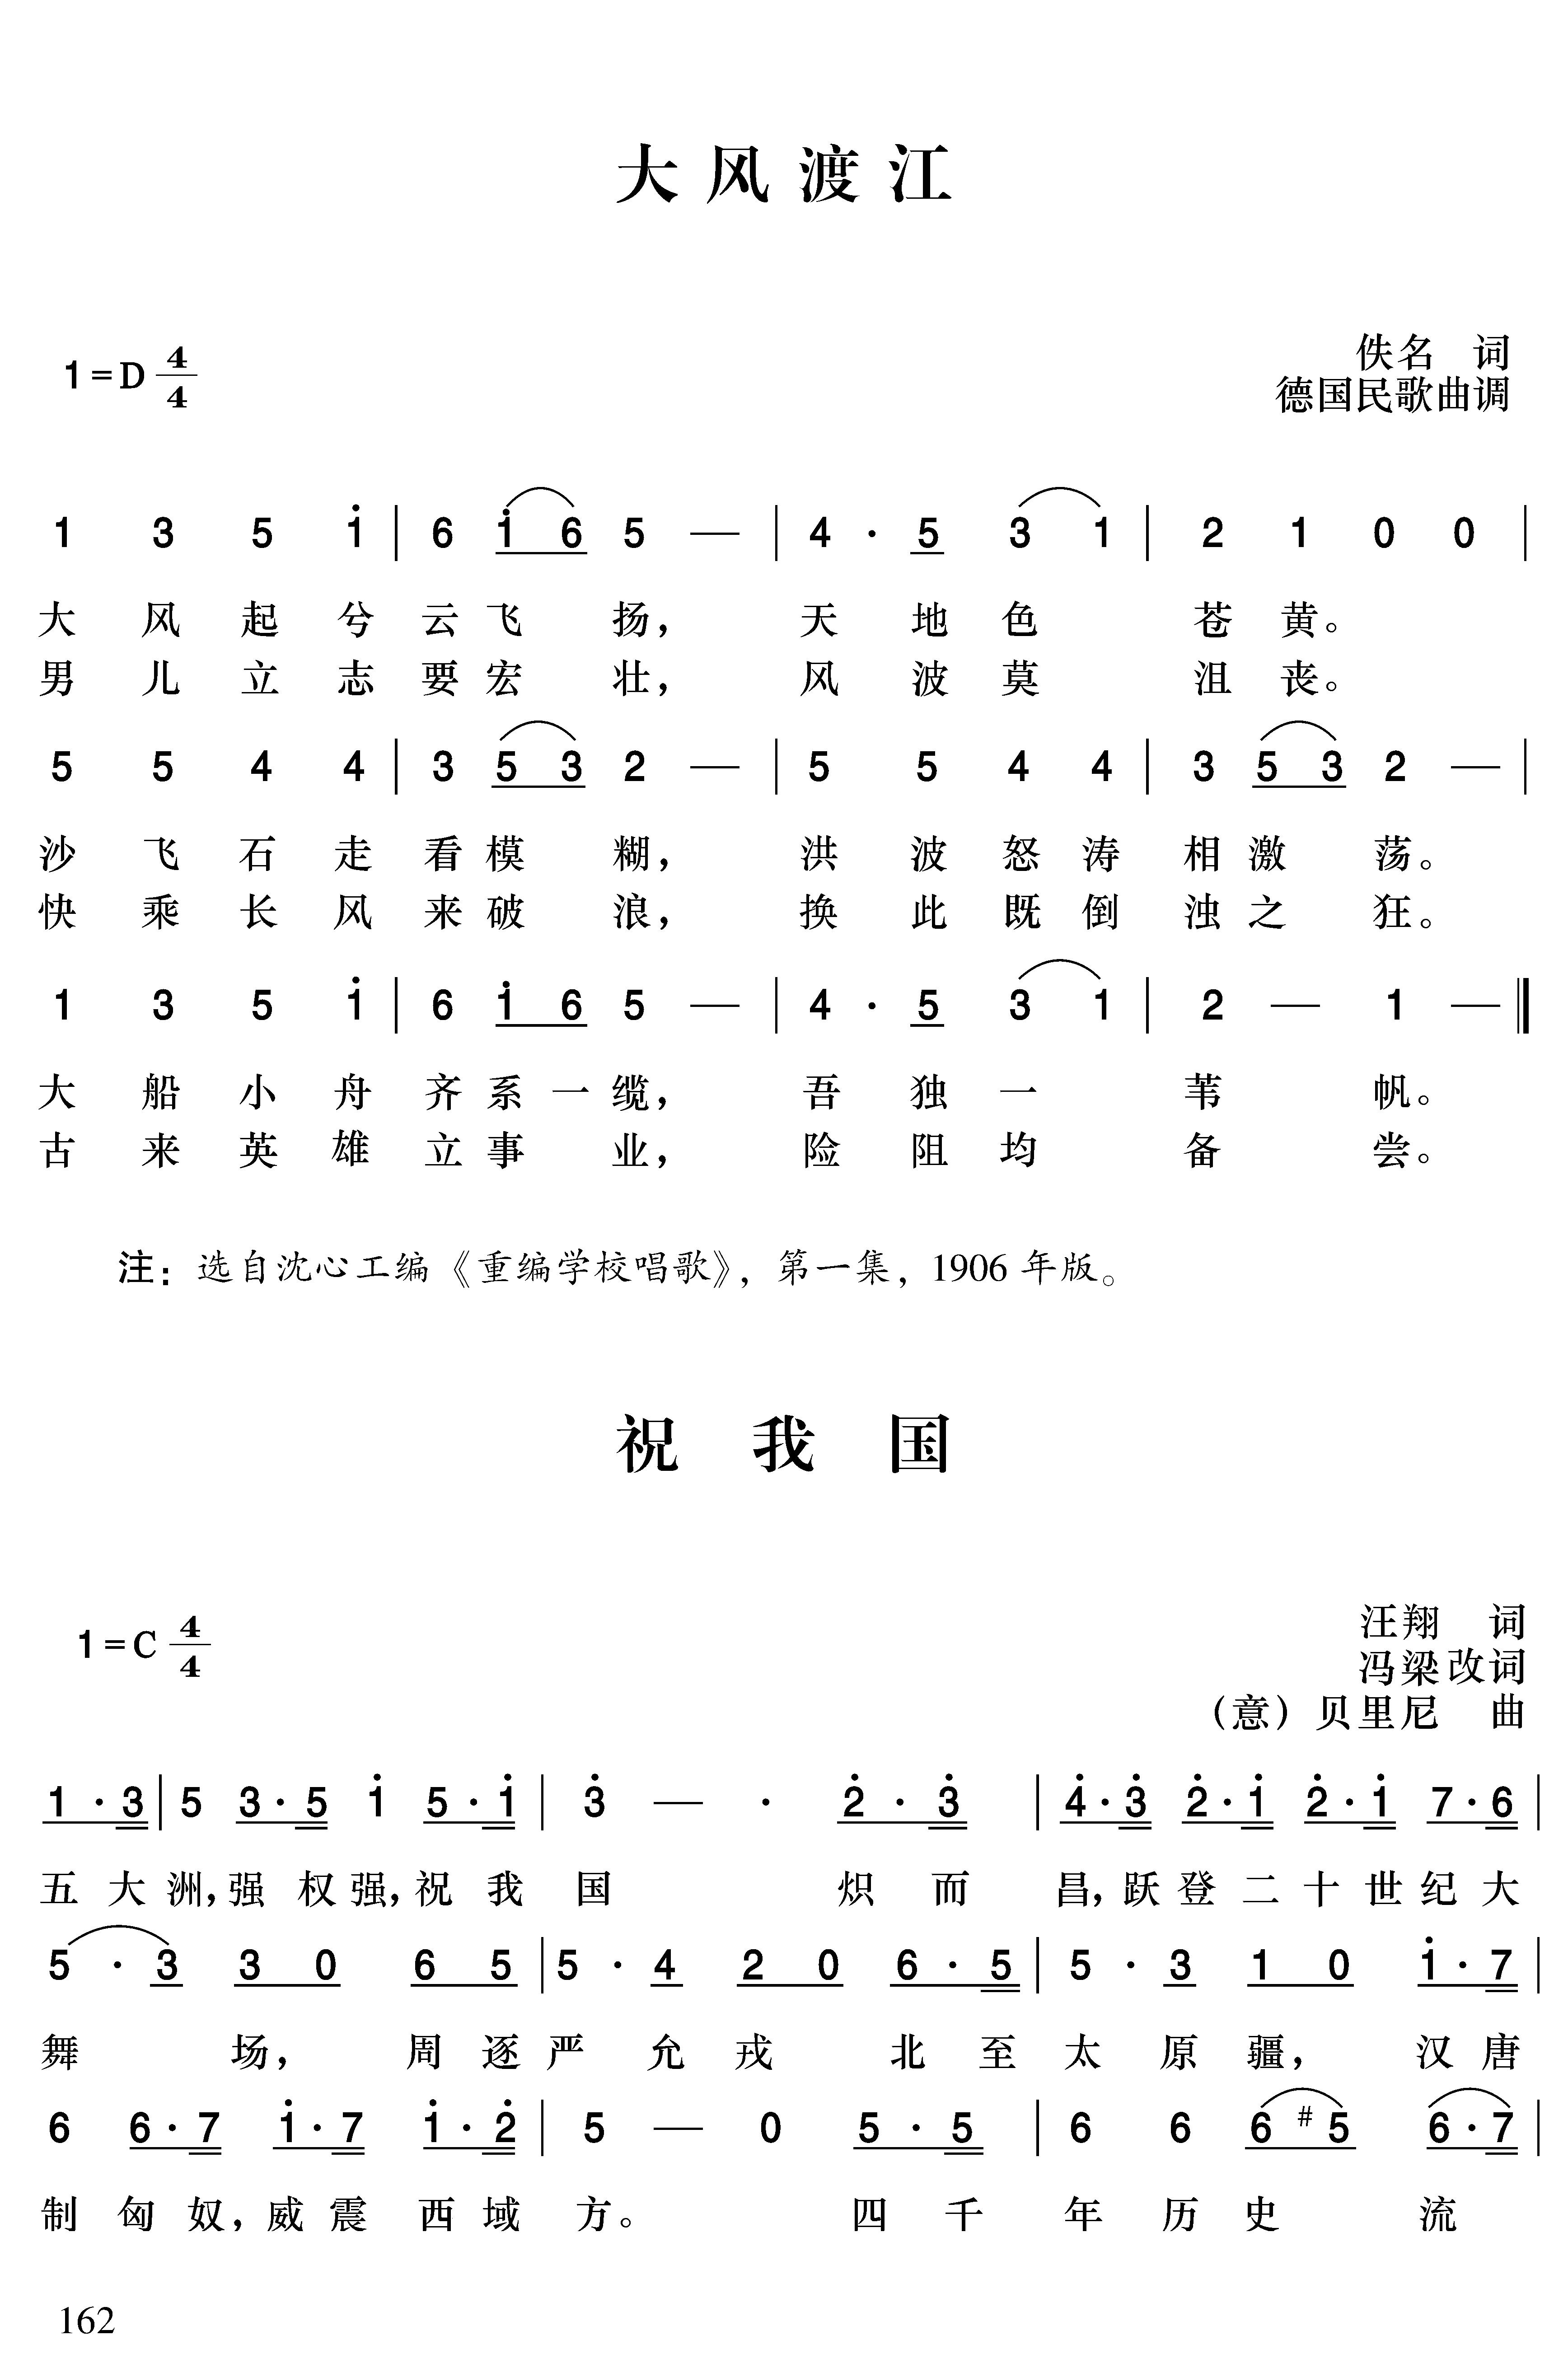 大风渡江
1=D 4/4
佚名 词
德国民歌曲调
1 3 5 i | 6 i 6 5 — | 4 · 5 3 1 | 2 1 0 0 |
大 风 起 兮 云 飞 扬， 天 地 色 苍 黄。
男 儿 立 志 要 宏 壮， 风 波 莫 沮 丧。
5 5 4 4 | 3 5 3 2 — | 5 5 4 4 | 3 5 3 2 — |
沙 飞 石 走 看 模 糊， 洪 波 怒 涛 相 激 荡。
快 乘 长 风 来 破 浪， 换 此 既 倒 浊 之 狂。
1 3 5 i | 6 i 6 5 — | 4 · 5 3 1 | 2 — 1 — ‖
大 船 小 舟 齐 系 一 缆， 吾 独 一 苇 帆。
古 来 英 雄 立 事 业， 险 阻 均 备 尝。
注：选自沈心工编《重编学校唱歌》，第一集，1906 年版。
祝我国
1=C 4/4
汪翔 词
冯梁改词
（意）贝里尼 曲
1 · 3 | 5 3 · 5 i 5 · i | 3̇ — · 2̇ · 3̇ | 4̇ · 3̇ 2̇ · i 2̇ · i 7 · 6 |
五 大 洲，强 权 强，祝 我 国 炽 而 昌，跃 登 二 十 世 纪 大
5 · 3 3 0 6 5 | 5 · 4 2 0 6 · 5 | 5 · 3 1 0 i · 7 |
舞 场， 周 逐 严 允 戎 北 至 太 原 疆， 汉 唐
6 6 · 7 i · 7 i · 2̇ | 5 — 0 5 · 5 | 6 6 6 #5 6 · 7 |
制 匈 奴，威 震 西 域 方。 四 千 年 历 史 流
162